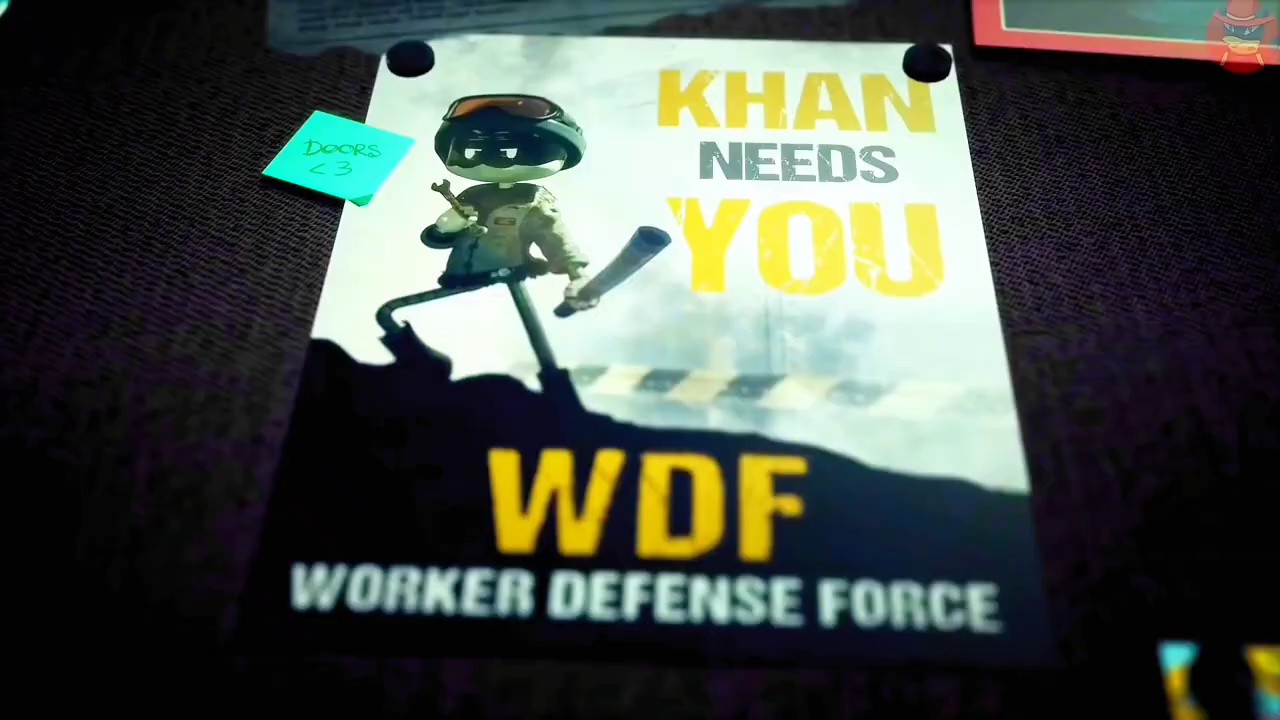 DOORS
<3
KHAN
NEEDS
YOU
WDF
WORKER DEFENSE FORCE